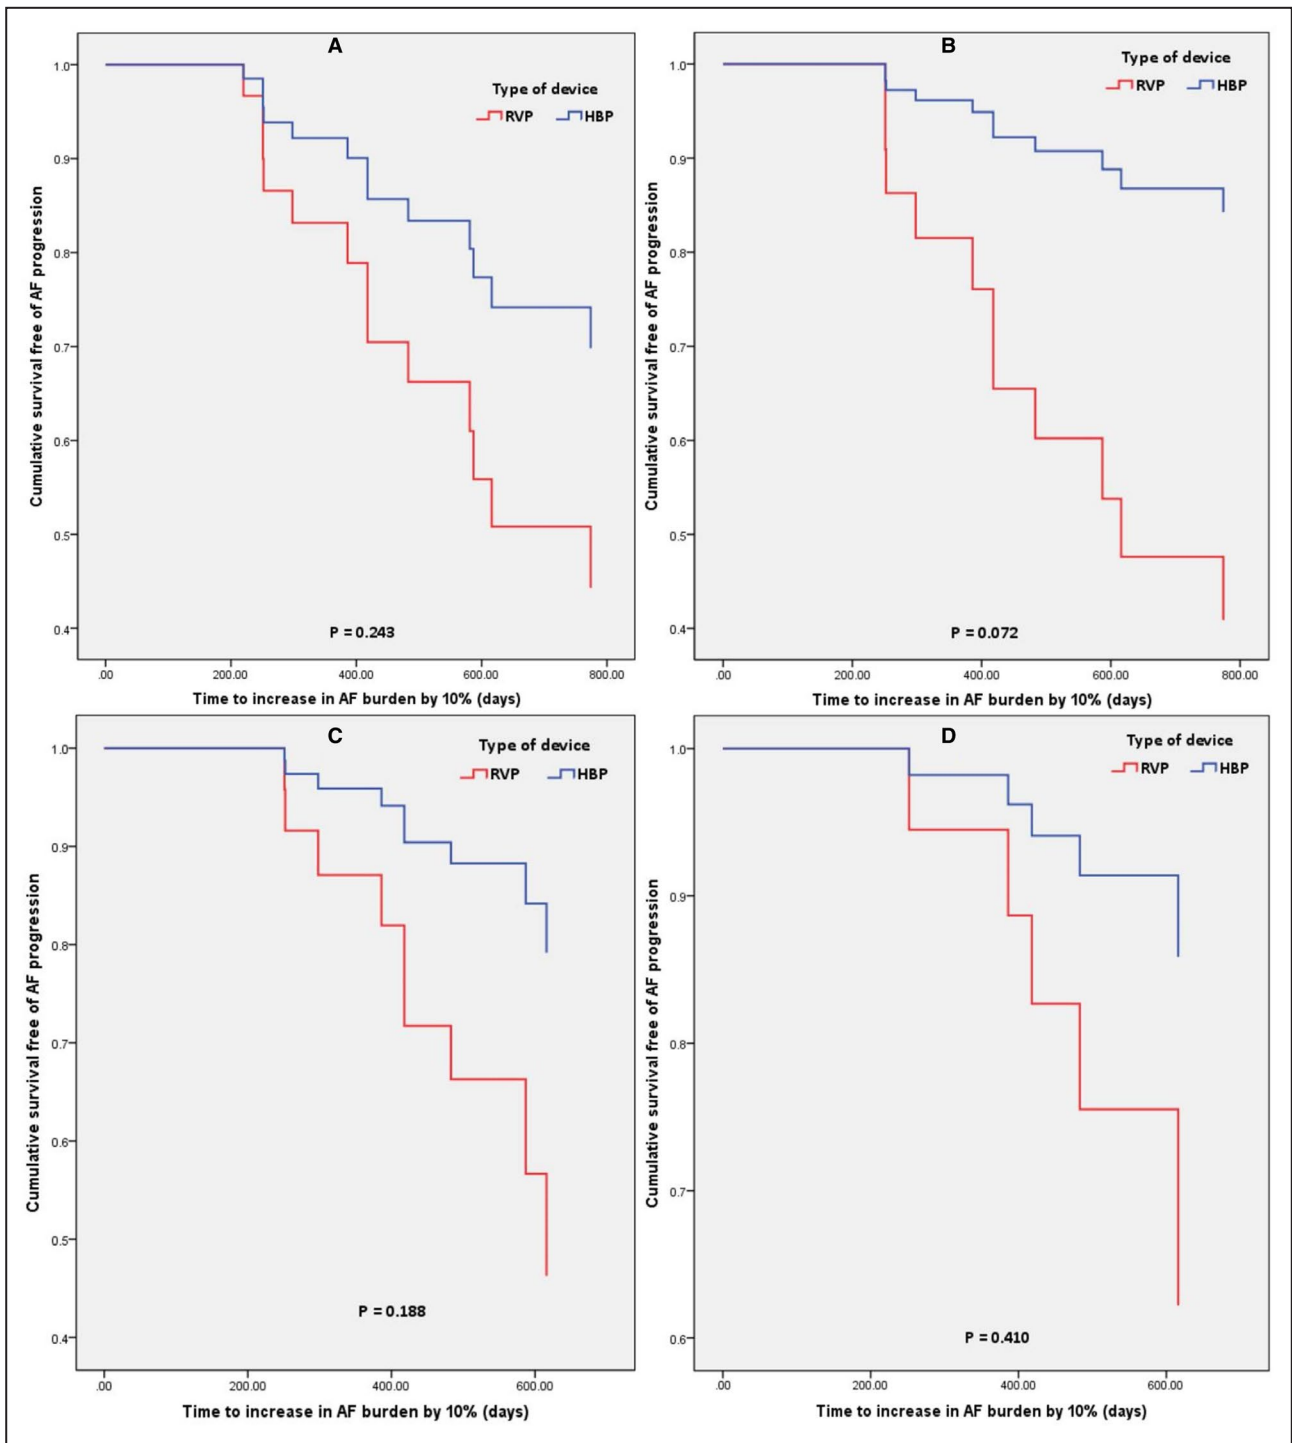 A
Type of device
RVP HBP
1.0
0.9
0.8
0.7
0.6
0.5
0.4
Cumulative survival free of AF progression
P = 0.243
.00 200.00 400.00 600.00 800.00
Time to increase in AF burden by 10% (days)
B
Type of device
RVP HBP
1.0
0.9
0.8
0.7
0.6
0.5
0.4
Cumulative survival free of AF progression
P = 0.072
.00 200.00 400.00 600.00 800.00
Time to increase in AF burden by 10% (days)
C
Type of device
RVP HBP
1.0
0.9
0.8
0.7
0.6
0.5
0.4
Cumulative survival free of AF progression
P = 0.188
.00 200.00 400.00 600.00
Time to increase in AF burden by 10% (days)
D
Type of device
RVP HBP
1.0
0.9
0.8
0.7
0.6
Cumulative survival free of AF progression
P = 0.410
.00 200.00 400.00 600.00
Time to increase in AF burden by 10% (days)